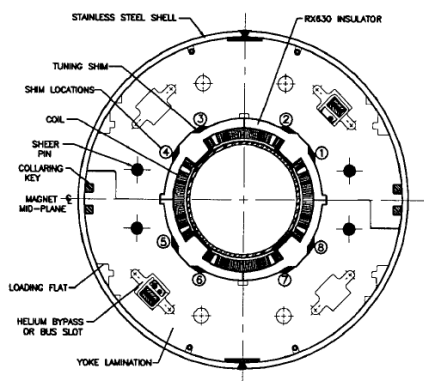 STAINLESS STEEL SHELL
RX630 INSULATOR
TUNING SHIM
SHIM LOCATIONS
COIL
SHEER
PIN
COLLARING
KEY
MAGNET
MID-PLANE
LOADING FLAT
HELIUM BYPASS
OR BUS SLOT
YOKE LAMINATION
3
2
4
1
5
8
6
7